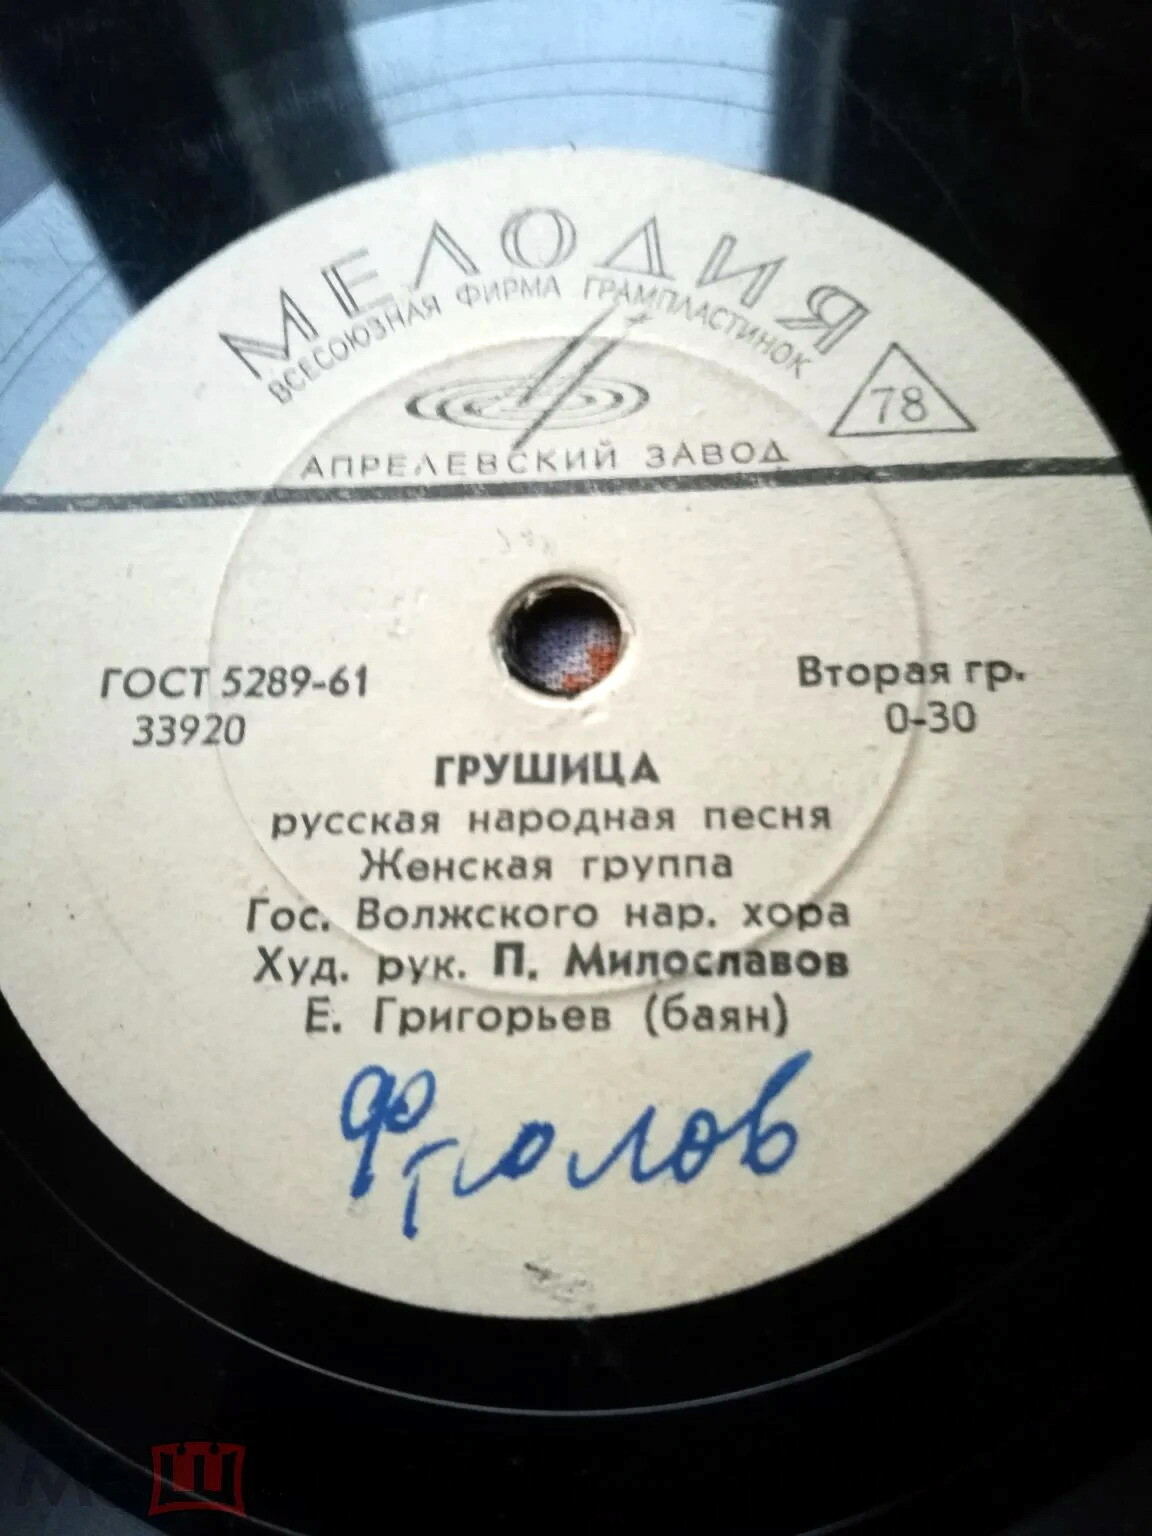 МЕЛОДИЯ
ВСЕСОЮЗНАЯ ФИРМА ГРАМПЛАСТИНОК
78
АПРЕЛЕВСКИЙ ЗАВОД
ГОСТ 5289-61
33920
Вторая гр.
0-30
ГРУШИЦА
русская народная песня
Женская группа
Гос. Волжского нар. хора
Худ. рук. П. Милославов
Е. Григорьев (баян)